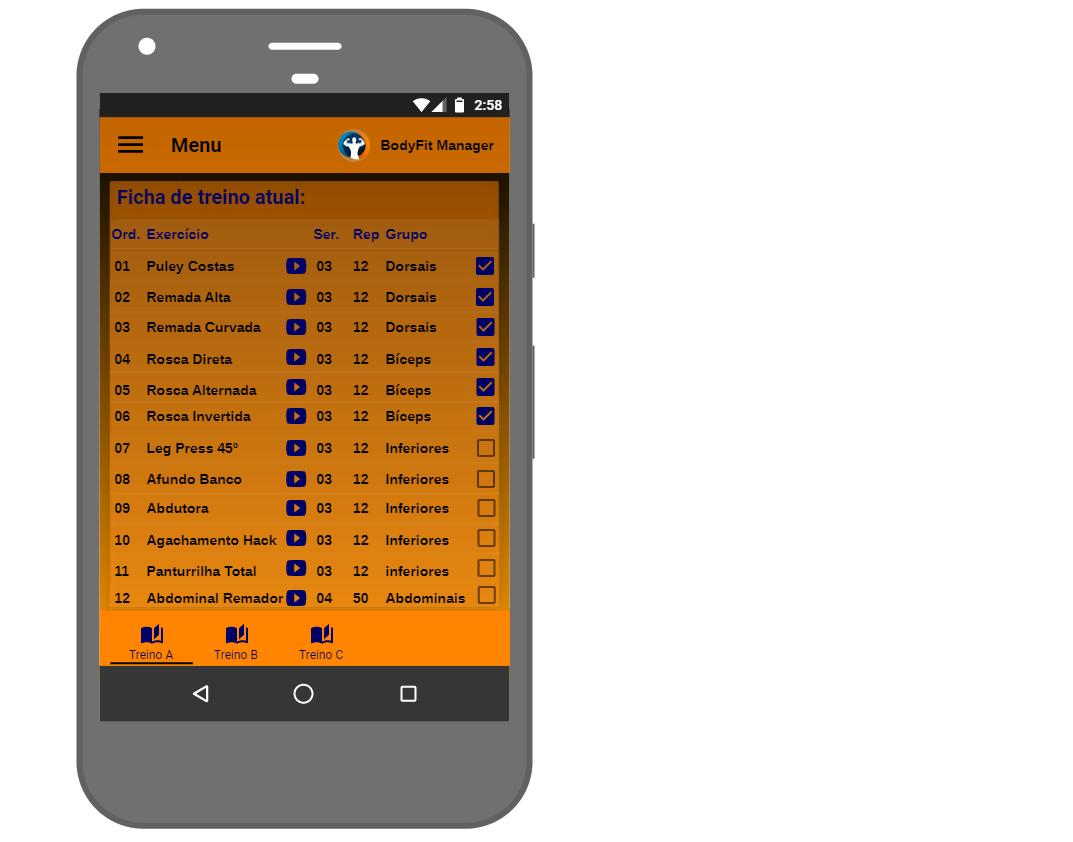 2:58
Menu BodyFit Manager
Ficha de treino atual:
Ord. Exercício Ser. Rep Grupo
01 Puley Costas 03 12 Dorsais
02 Remada Alta 03 12 Dorsais
03 Remada Curvada 03 12 Dorsais
04 Rosca Direta 03 12 Bíceps
05 Rosca Alternada 03 12 Bíceps
06 Rosca Invertida 03 12 Bíceps
07 Leg Press 45º 03 12 Inferiores
08 Afundo Banco 03 12 Inferiores
09 Abdutora 03 12 Inferiores
10 Agachamento Hack 03 12 Inferiores
11 Panturrilha Total 03 12 inferiores
12 Abdominal Remador 04 50 Abdominais
Treino A Treino B Treino C